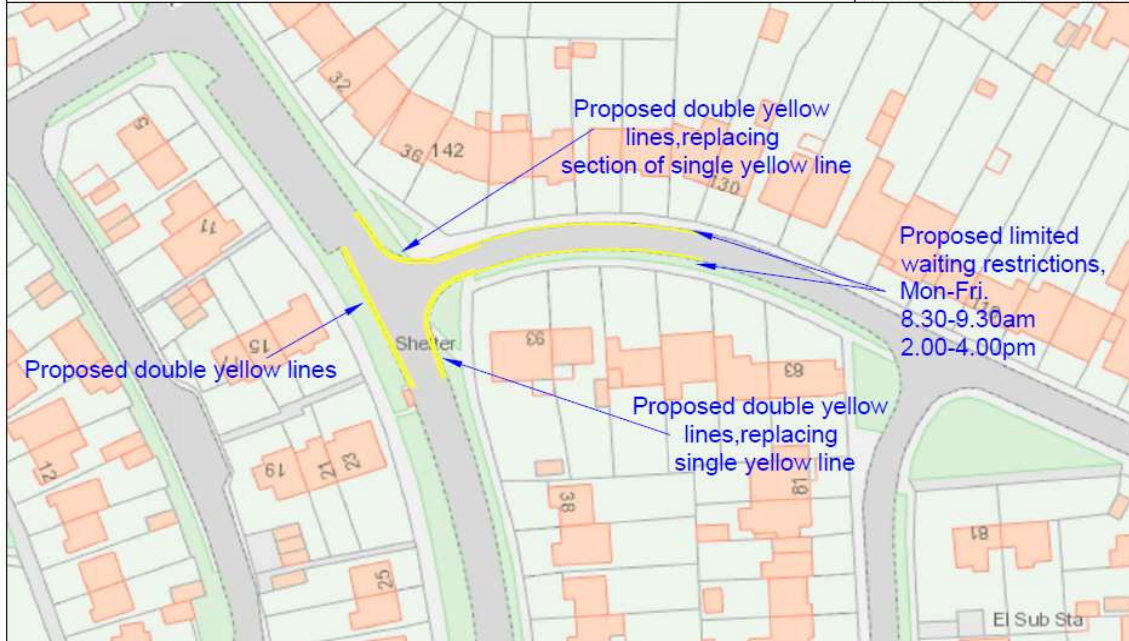 Proposed double yellow
lines,replacing
section of single yellow line
Proposed limited
waiting restrictions,
Mon-Fri.
8.30-9.30am
2.00-4.00pm
Proposed double yellow lines
Proposed double yellow
lines,replacing
single yellow line
Shelter
El Sub Sta
32
36
142
130
5
11
15
19
21
23
12
25
93
83
38
81
81